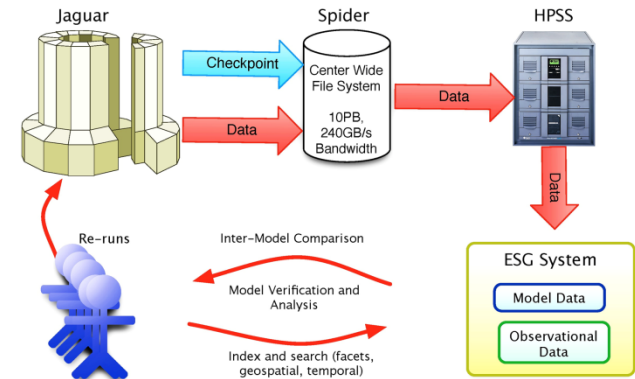 Jaguar
Spider
HPSS
Checkpoint
Data
Center Wide
File System
10PB,
240GB/s
Bandwidth
Data
Data
Re-runs
Inter-Model Comparison
Model Verification and
Analysis
Index and search (facets,
geospatial, temporal)
ESG System
Model Data
Observational
Data